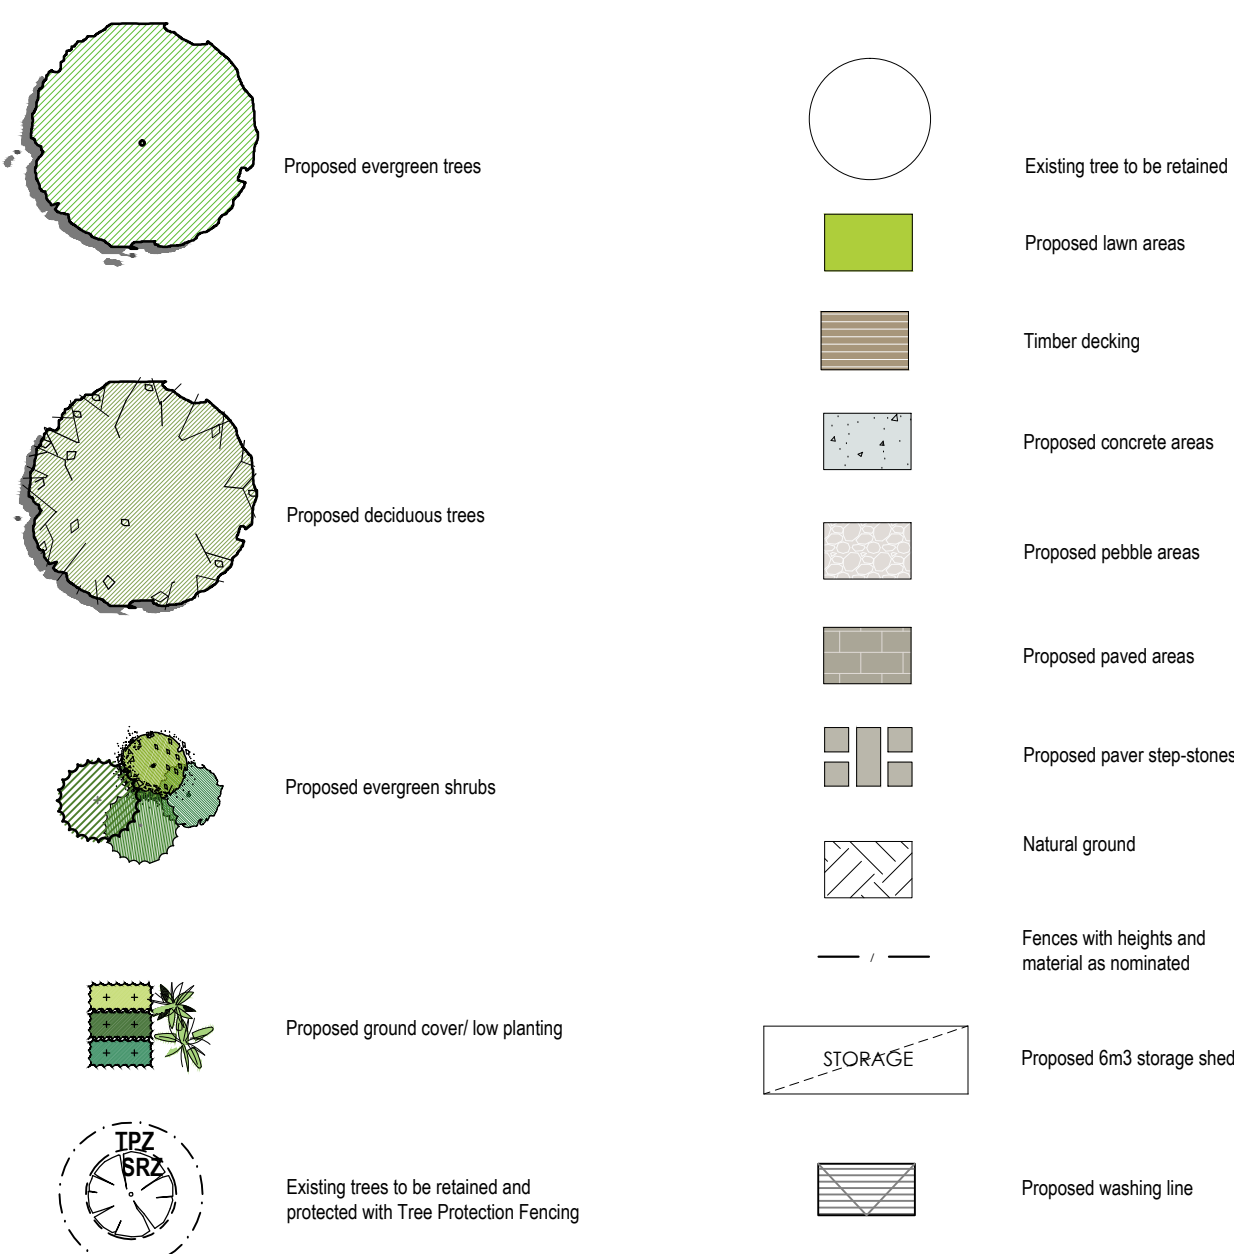 Proposed evergreen trees
Proposed deciduous trees
Proposed evergreen shrubs
Proposed ground cover/ low planting
TPZ
SRZ
Existing trees to be retained and
protected with Tree Protection Fencing
Existing tree to be retained
Proposed lawn areas
Timber decking
Proposed concrete areas
Proposed pebble areas
Proposed paved areas
Proposed paver step-stones
Natural ground
Fences with heights and
material as nominated
STORAGE
Proposed 6m3 storage shed
Proposed washing line